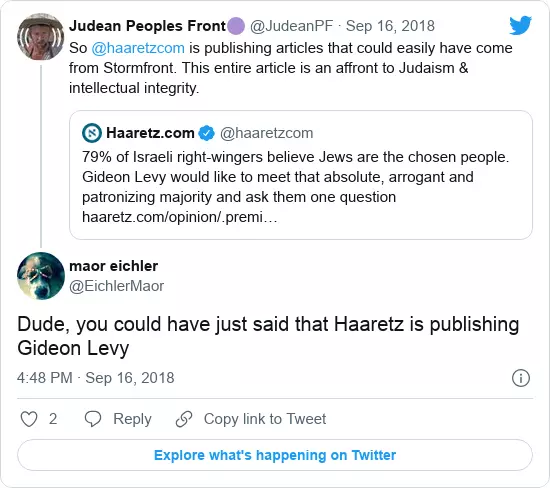 Judean Peoples Front🟣 @JudeanPF · Sep 16, 2018
So @haaretzcom is publishing articles that could easily have come
from Stormfront. This entire article is an affront to Judaism &
intellectual integrity.
Haaretz.com @haaretzcom
79% of Israeli right-wingers believe Jews are the chosen people.
Gideon Levy would like to meet that absolute, arrogant and
patronizing majority and ask them one question
haaretz.com/opinion/.premi…
maor eichler
@EichlerMaor
Dude, you could have just said that Haaretz is publishing
Gideon Levy
4:48 PM · Sep 16, 2018
2 Reply Copy link to Tweet
Explore what's happening on Twitter